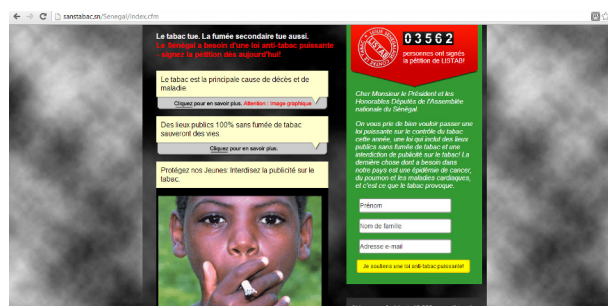 sanstabac.sn/Senegal/index.cfm
Le tabac tue. La fumée secondaire tue aussi.
Le Sénégal a besoin d'une loi anti-tabac puissante
- signez la pétition dès aujourd'hui!
Le tabac est la principale cause de décès et de
maladie.
Cliquez pour en savoir plus. Attention : image graphique
Des lieux publics 100% sans fumée de tabac
sauveront des vies.
Cliquez pour en savoir plus.
Protégez nos Jeunes: Interdisez la publicité sur le
tabac.
LISTAB
03562
personnes ont signés
la pétition de LISTAB!
Cher Monsieur le Président et les
Honorables Députés de l'Assemblée
nationale du Sénégal.
On vous prie de bien vouloir passer une
loi puissante sur le contrôle du tabac
cette année, une loi qui inclut des lieux
publics sans fumée de tabac et une
interdiction de publicité sur le tabac! La
dernière chose dont a besoin dans
notre pays est une épidémie de cancer,
du poumon et les maladies cardiaques,
et c'est ce que le tabac provoque.
Prénom
Nom de famille
Adresse e-mail
Je soutiens une loi anti-tabac puissante!